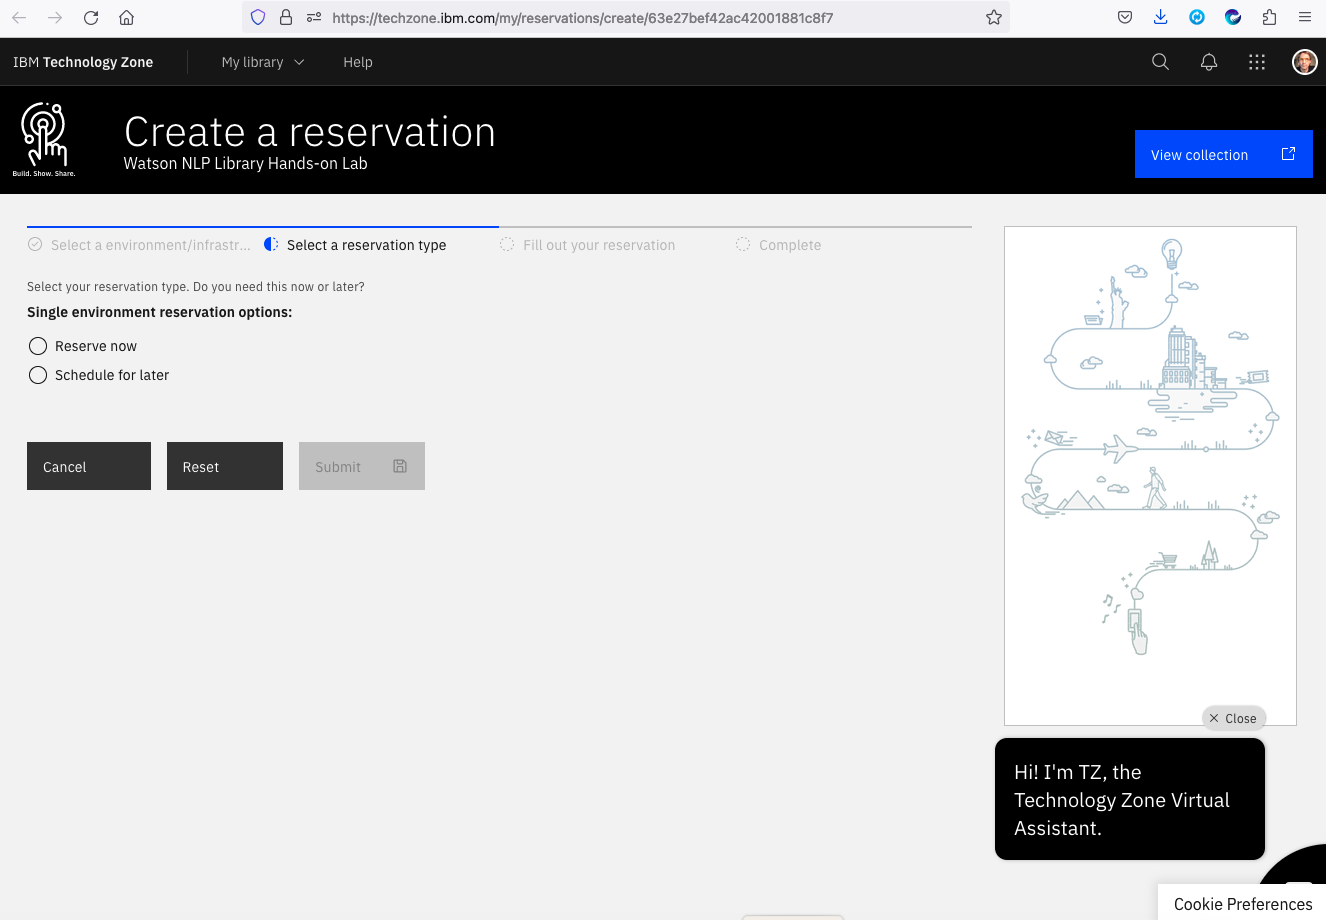 https://techzone.ibm.com/my/reservations/create/63e27bef42ac42001881c8f7
IBM Technology Zone
My library
Help
Build. Show. Share.
Create a reservation
Watson NLP Library Hands-on Lab
View collection
Select a environment/infrastr...
Select a reservation type
Fill out your reservation
Complete
Select your reservation type. Do you need this now or later?
Single environment reservation options:
Reserve now
Schedule for later
Cancel
Reset
Submit
Close
Hi! I'm TZ, the
Technology Zone Virtual
Assistant.
Cookie Preferences